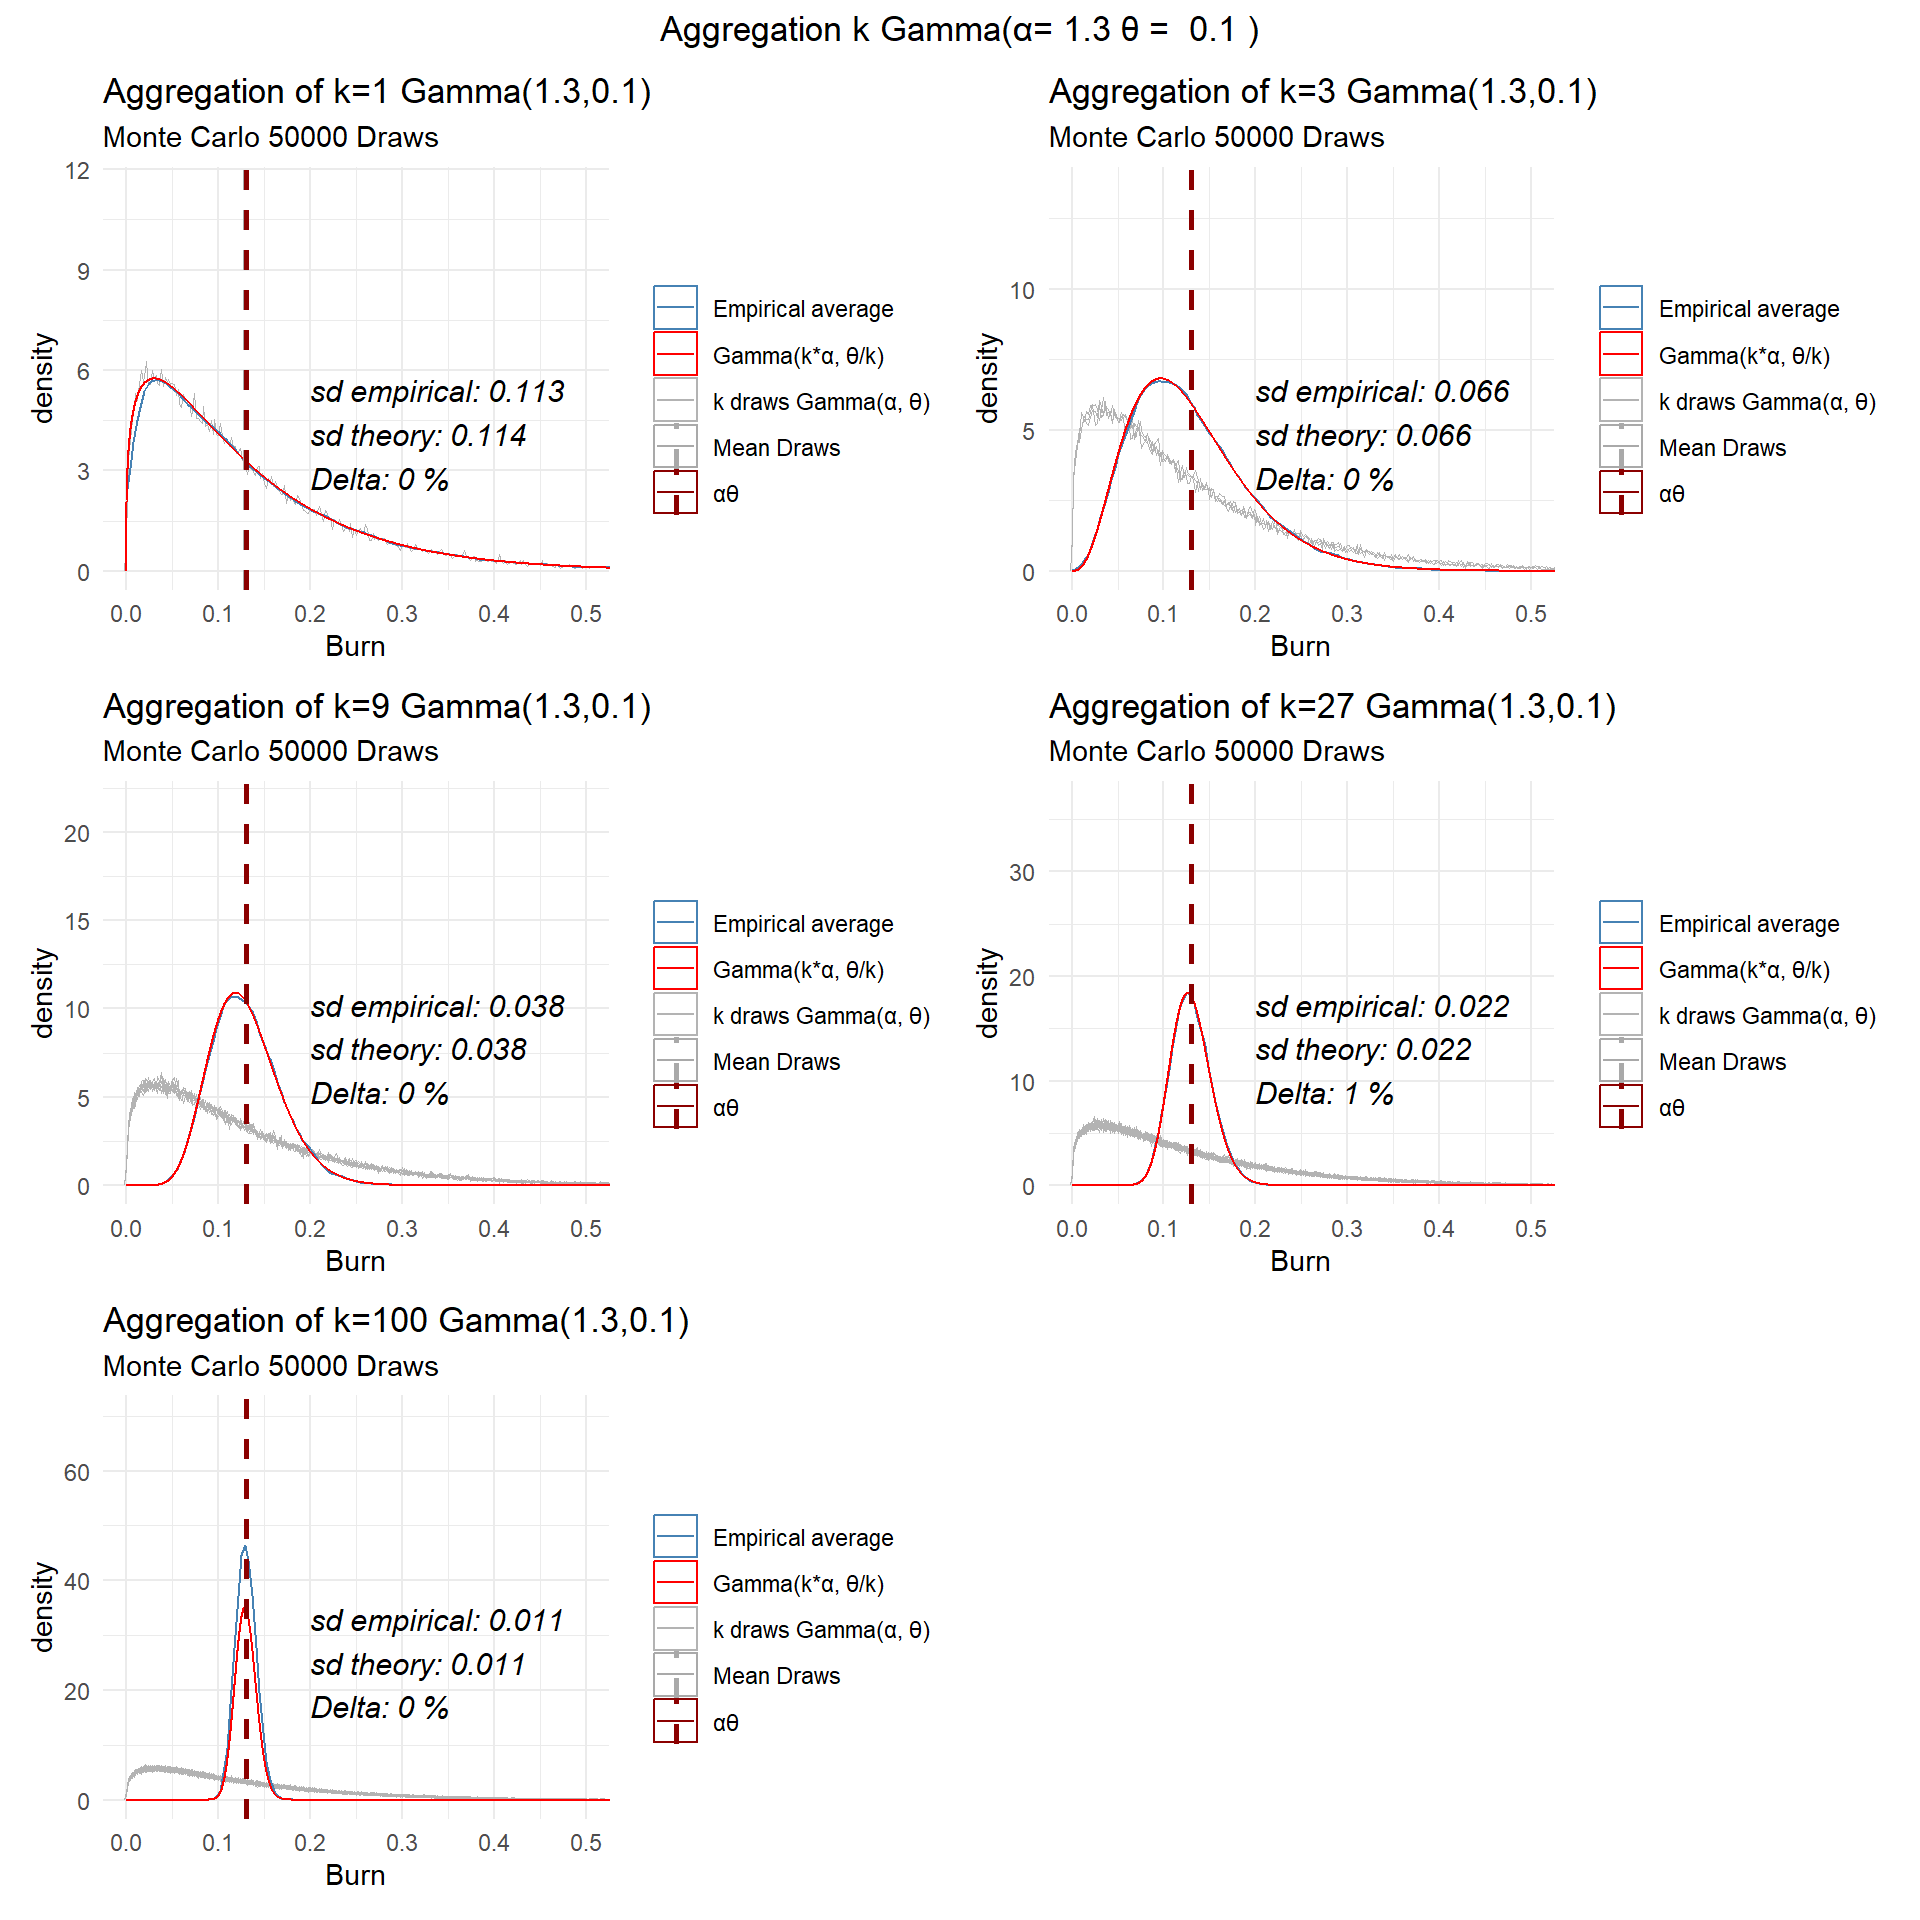 Aggregation k Gamma(α= 1.3 θ =  0.1 )
Aggregation of k=1 Gamma(1.3,0.1)
Monte Carlo 50000 Draws
12
9
6
3
0
density
0.0 0.1 0.2 0.3 0.4 0.5
Burn
sd empirical: 0.113
sd theory: 0.114
Delta: 0 %
Empirical average
Gamma(k*α, θ/k)
k draws Gamma(α, θ)
Mean Draws
αθ
Aggregation of k=3 Gamma(1.3,0.1)
Monte Carlo 50000 Draws
10
5
0
density
0.0 0.1 0.2 0.3 0.4 0.5
Burn
sd empirical: 0.066
sd theory: 0.066
Delta: 0 %
Empirical average
Gamma(k*α, θ/k)
k draws Gamma(α, θ)
Mean Draws
αθ
Aggregation of k=9 Gamma(1.3,0.1)
Monte Carlo 50000 Draws
20
15
10
5
0
density
0.0 0.1 0.2 0.3 0.4 0.5
Burn
sd empirical: 0.038
sd theory: 0.038
Delta: 0 %
Empirical average
Gamma(k*α, θ/k)
k draws Gamma(α, θ)
Mean Draws
αθ
Aggregation of k=27 Gamma(1.3,0.1)
Monte Carlo 50000 Draws
30
20
10
0
density
0.0 0.1 0.2 0.3 0.4 0.5
Burn
sd empirical: 0.022
sd theory: 0.022
Delta: 1 %
Empirical average
Gamma(k*α, θ/k)
k draws Gamma(α, θ)
Mean Draws
αθ
Aggregation of k=100 Gamma(1.3,0.1)
Monte Carlo 50000 Draws
60
40
20
0
density
0.0 0.1 0.2 0.3 0.4 0.5
Burn
sd empirical: 0.011
sd theory: 0.011
Delta: 0 %
Empirical average
Gamma(k*α, θ/k)
k draws Gamma(α, θ)
Mean Draws
αθ